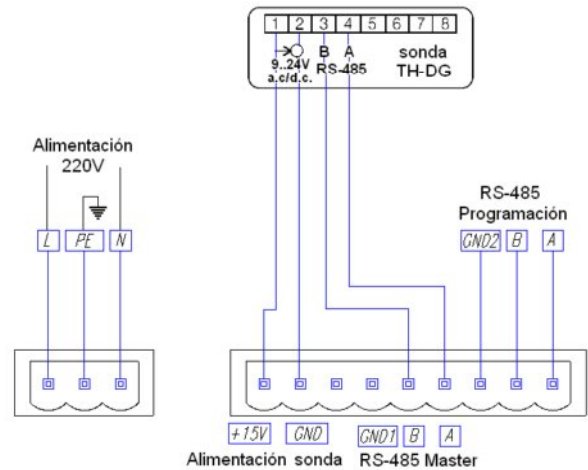 1 2 3 4 5 6 7 8
9..24V
a.c/d.c.
B A
RS-485
sonda
TH-DG
Alimentación
220V
L PE N
RS-485
Programación
GND2 B A
+15V GND GND1 B A
Alimentación sonda RS-485 Master